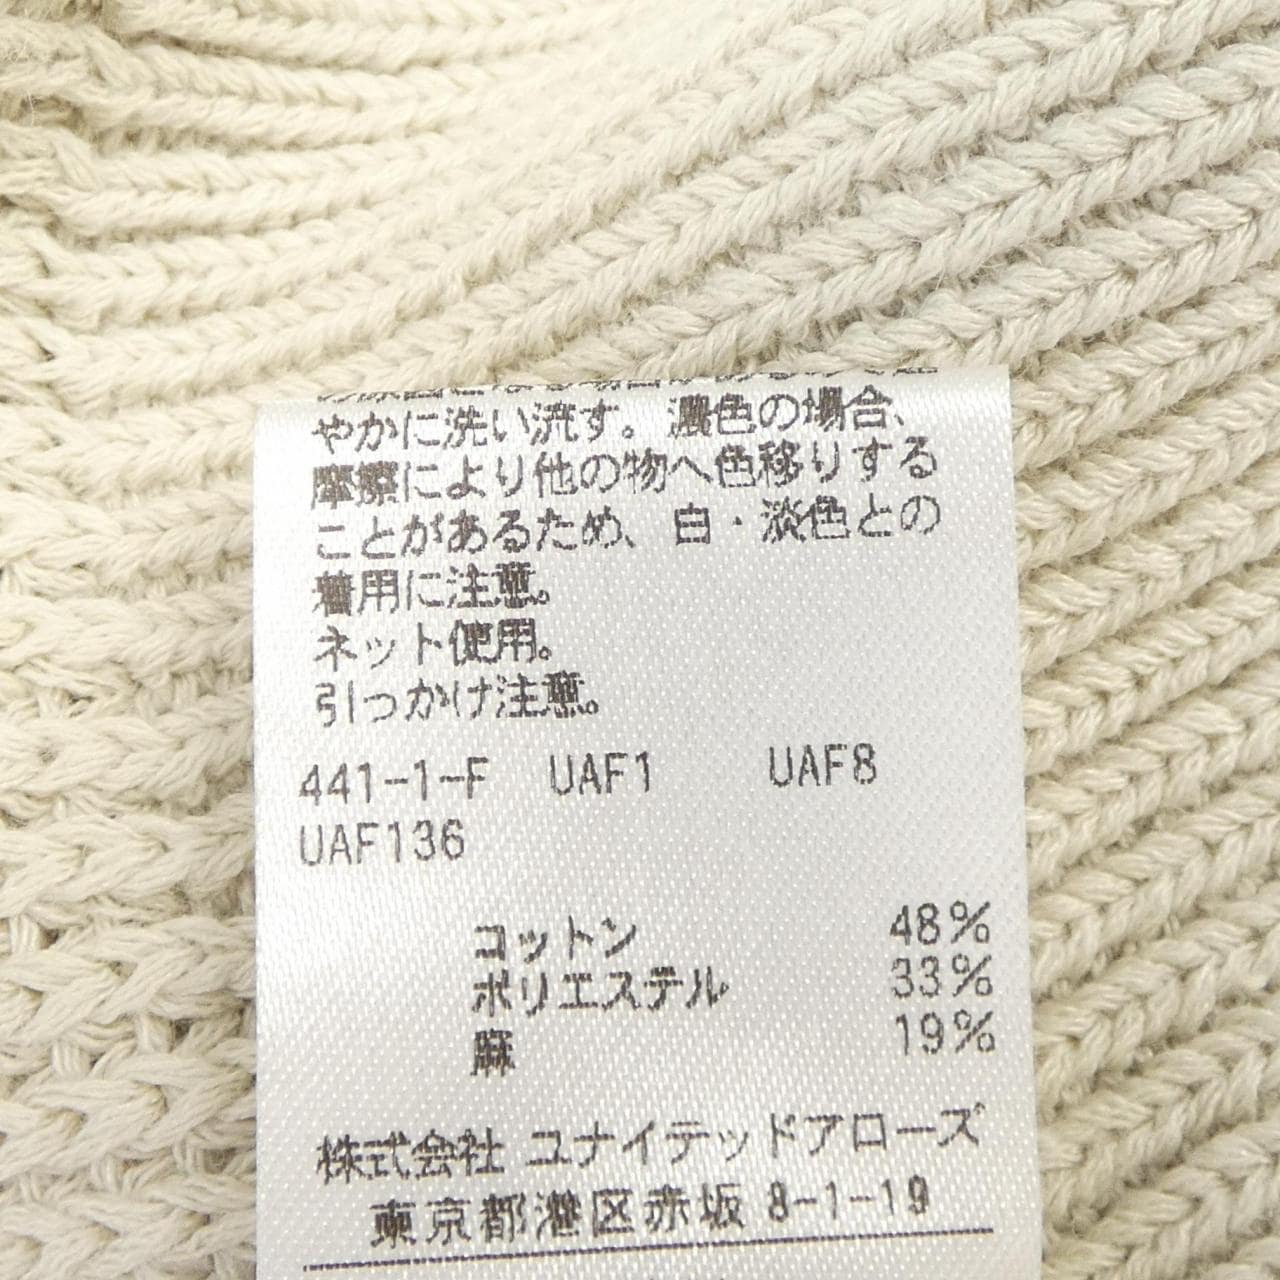 やかに洗い流す。濃色の場合、
摩擦により他の物へ色移りする
ことがあるため、白・淡色との
着用に注意。
ネット使用。
引っかけ注意。
441-1-F UAF1 UAF8
UAF136
コットン 48%
ポリエステル 33%
麻 19%
株式会社 ユナイテッドアローズ
東京都港区赤坂 8-1-19